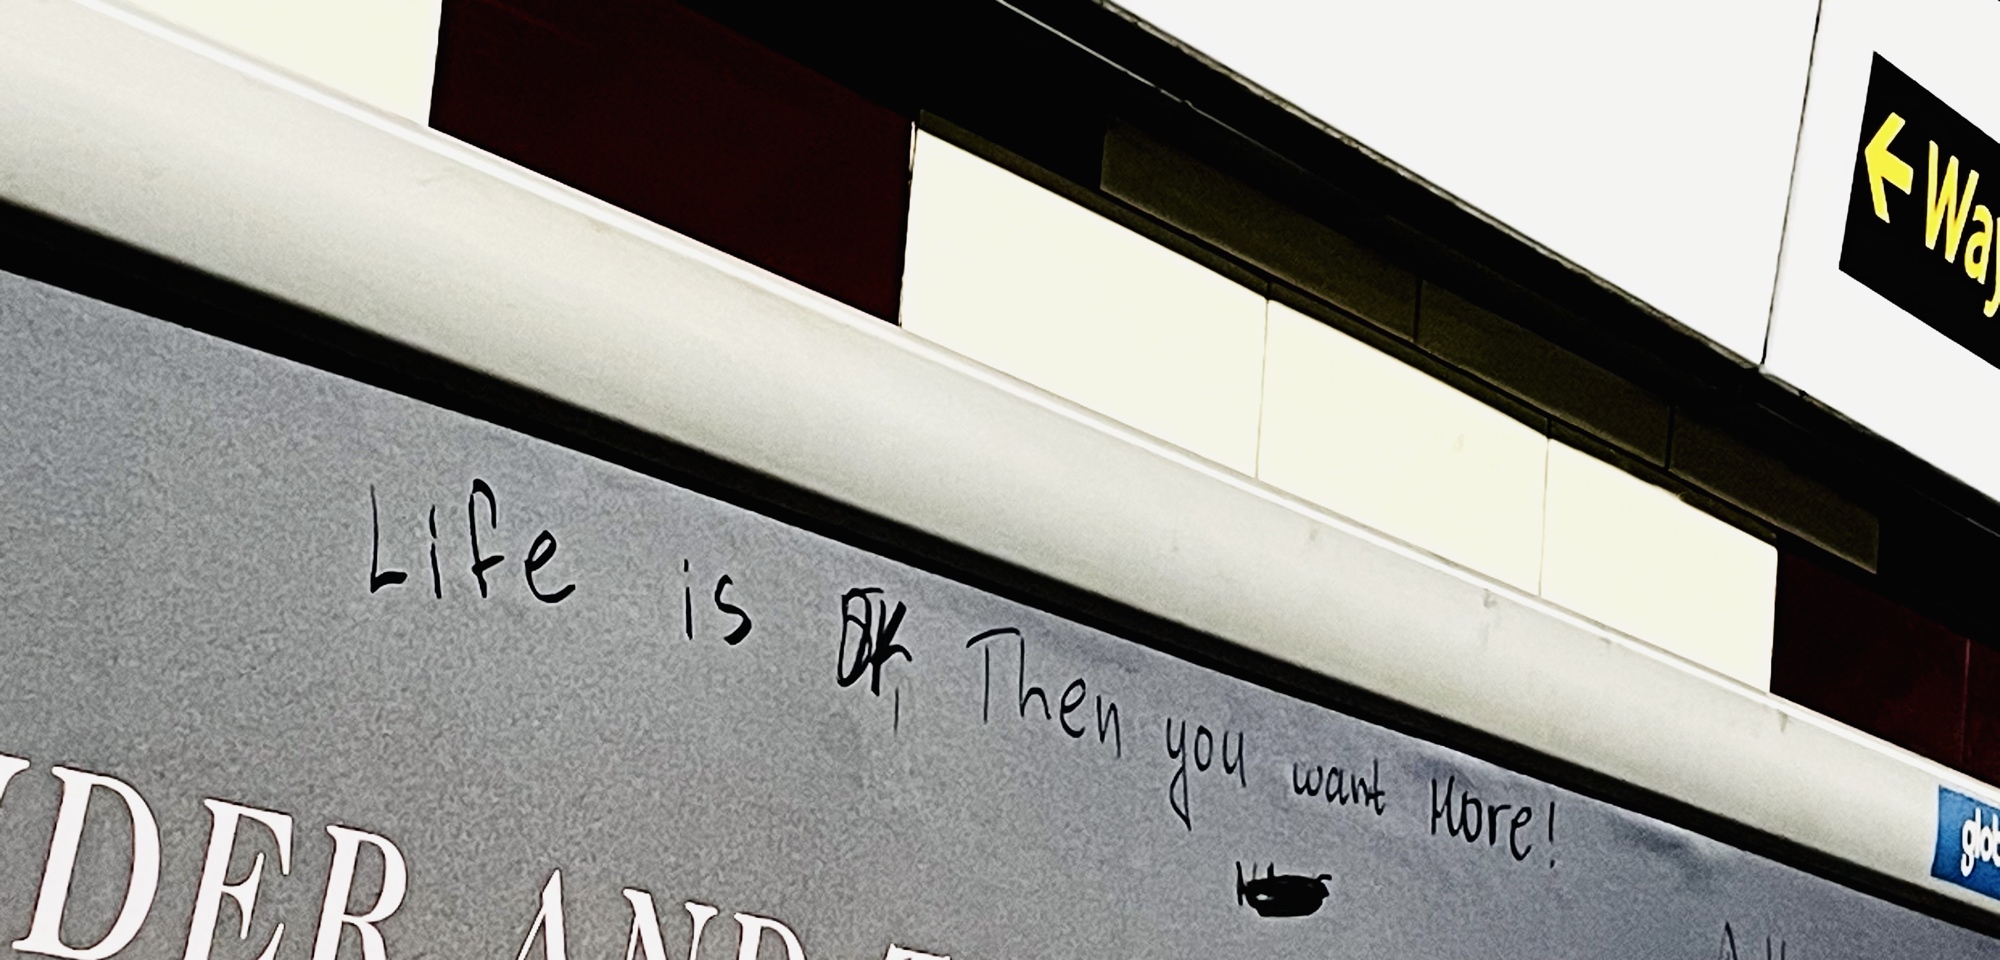 ← Way
Life is OK, Then you want More!
glob
DER AND